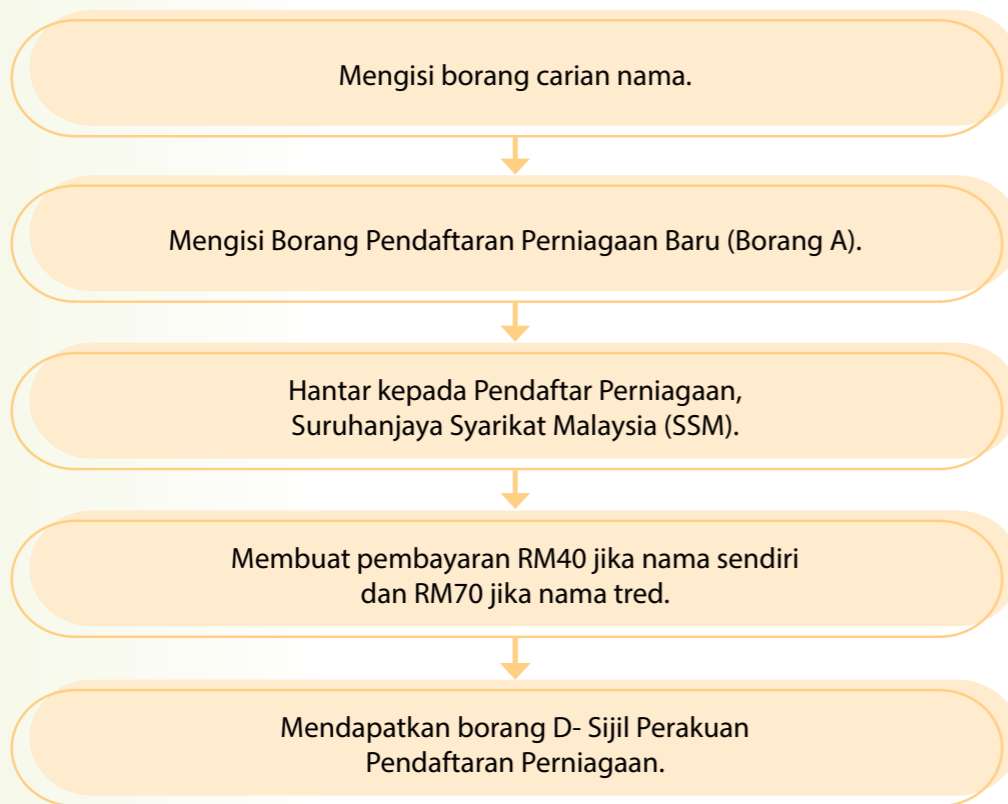 Mengisi borang carian nama.
Mengisi Borang Pendaftaran Perniagaan Baru (Borang A).
Hantar kepada Pendaftar Perniagaan,
Suruhanjaya Syarikat Malaysia (SSM).
Membuat pembayaran RM40 jika nama sendiri
dan RM70 jika nama tred.
Mendapatkan borang D- Sijil Perakuan
Pendaftaran Perniagaan.